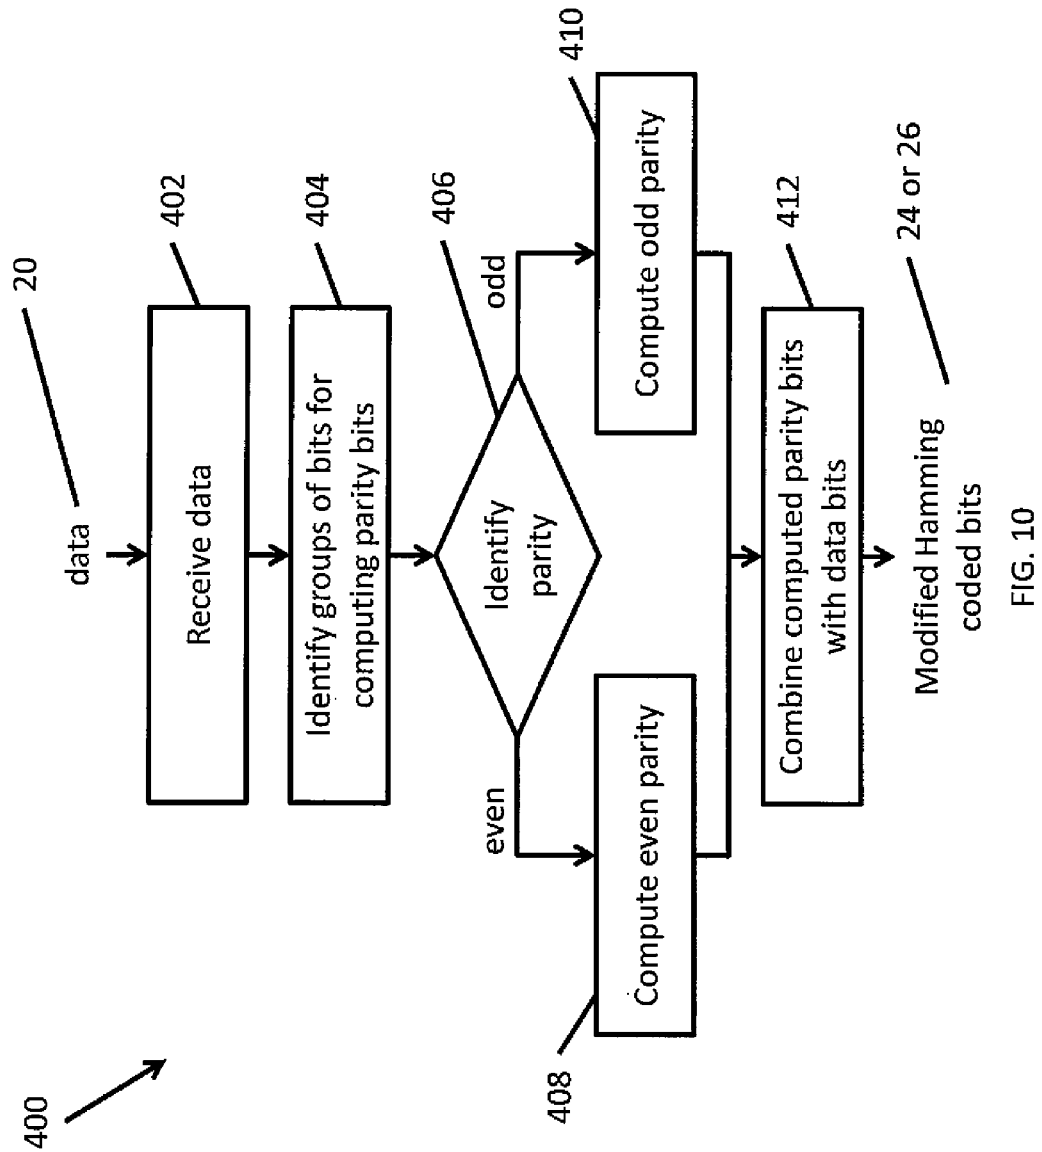 400
data
20
Receive data
402
Identify groups of bits for
computing parity bits
404
Identify
parity
406
even
odd
Compute even parity
408
Compute odd parity
410
Combine computed parity bits
with data bits
412
Modified Hamming
coded bits
24 or 26
FIG. 10